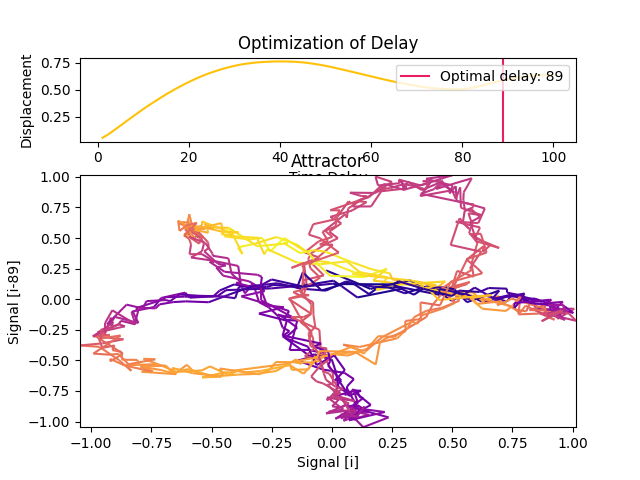 Optimization of Delay
Displacement
0.75
0.50
0.25
Optimal delay: 89
0 20 40 60 80 100
Time Delay
Attractor
Signal [i-89]
1.00
0.75
0.50
0.25
0.00
−0.25
−0.50
−0.75
−1.00
−1.00 −0.75 −0.50 −0.25 0.00 0.25 0.50 0.75 1.00
Signal [i]